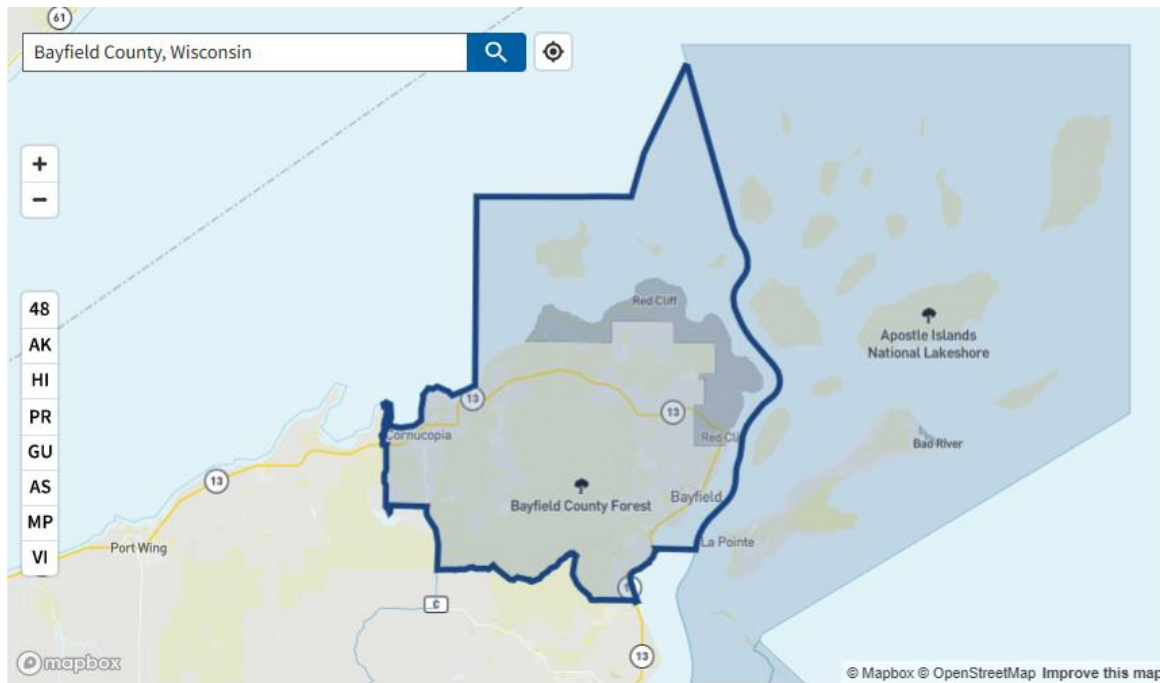 61
Bayfield County, Wisconsin
+
−
48
AK
HI
PR
GU
AS
MP
VI
Red Cliff
Apostle Islands
National Lakeshore
13
13
Cornucopia
Red Cli
Bad River
13
Bayfield County Forest
Bayfield
Port Wing
La Pointe
C
13
mapbox
© Mapbox © OpenStreetMap Improve this map